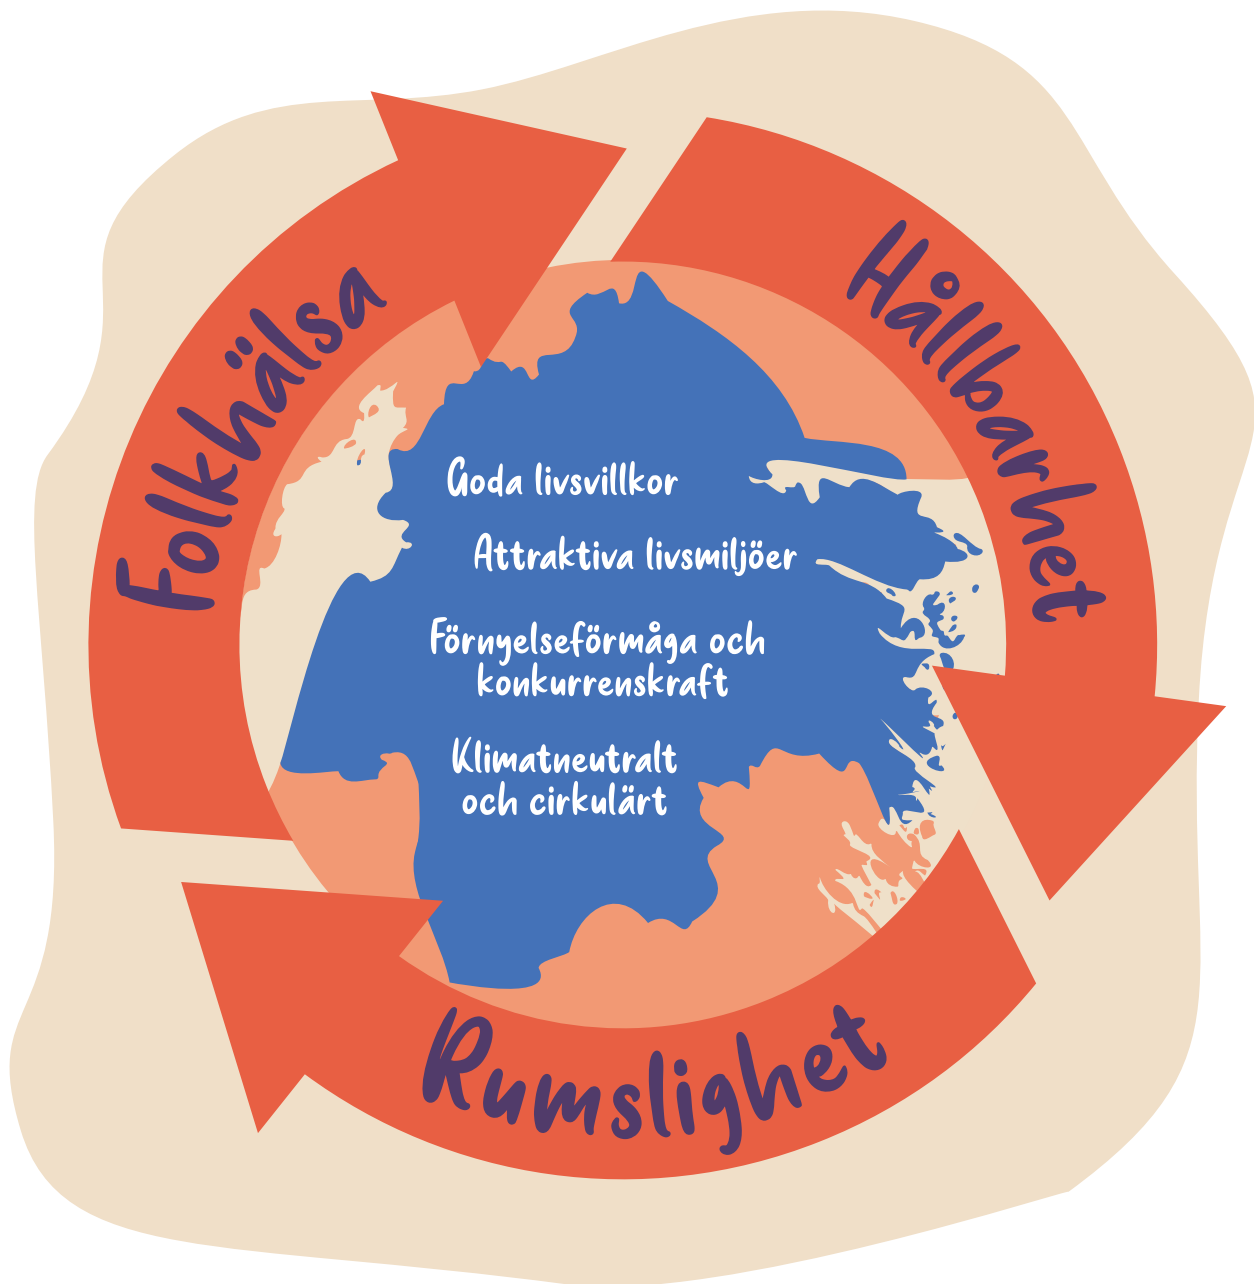 Folkhälsa
Hållbarhet
Goda livsvillkor
Attraktiva livsmiljöer
Förnyelseförmåga och
konkurrenskraft
Klimatneutralt
och cirkulärt
Rumslighet